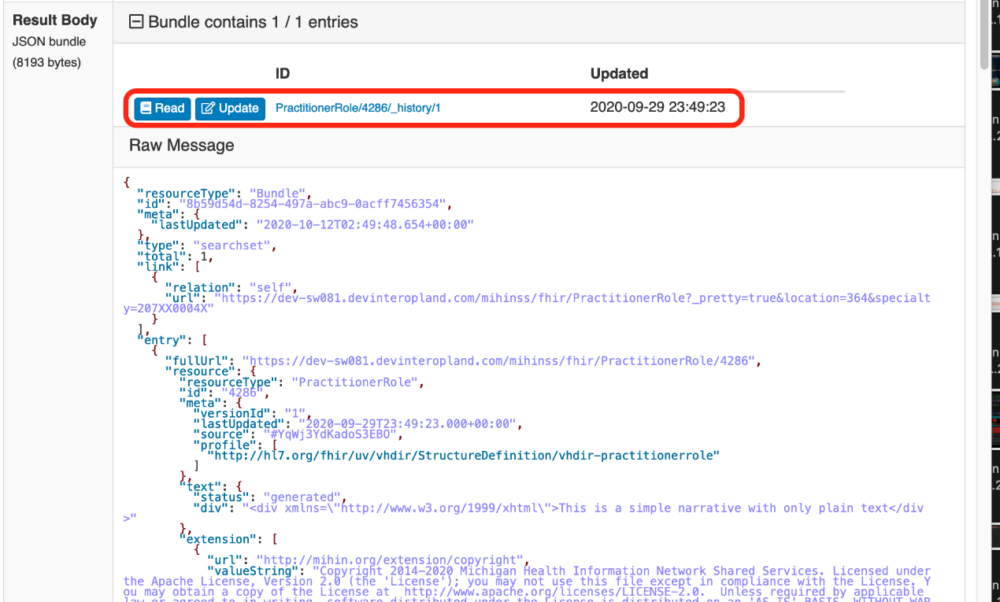 Result Body
JSON bundle
(8193 bytes)
Bundle contains 1 / 1 entries
ID Updated
Read Update PractitionerRole/4286/_history/1 2020-09-29 23:49:23
Raw Message
{
"resourceType": "Bundle",
"id": "8b59d54d-8254-497a-abc9-0acff7456354",
"meta": {
"lastUpdated": "2020-10-12T02:49:48.654+00:00"
},
"type": "searchset",
"total": 1,
"link": [
{
"relation": "self",
"url": "https://dev-sw081.devinteropland.com/mihinss/fhir/PractitionerRole?_pretty=true&location=364&specialt
y=207XX0004X"
}
],
"entry": [
{
"fullUrl": "https://dev-sw081.devinteropland.com/mihinss/fhir/PractitionerRole/4286",
"resource": {
"resourceType": "PractitionerRole",
"id": "4286",
"meta": {
"versionId": "1",
"lastUpdated": "2020-09-29T23:49:23.000+00:00",
"source": "#YqWj3YdKadoS3EBO",
"profile": [
"http://hl7.org/fhir/uv/vhdir/StructureDefinition/vhdir-practitionerrole"
]
},
"text": {
"status": "generated",
"div": "<div xmlns=\"http://www.w3.org/1999/xhtml\">This is a simple narrative with only plain text</div
>"
},
"extension": [
{
"url": "http://mihin.org/extension/copyright",
"valueString": "Copyright 2014-2020 Michigan Health Information Network Shared Services. Licensed under
the Apache License, Version 2.0 (the 'License'); you may not use this file except in compliance with the License. Y
ou may obtain a copy of the License at  http://www.apache.org/licenses/LICENSE-2.0.  Unless required by applicable
law or agreed to in writing, software distributed under the License is distributed on an 'AS IS' BASIS, WITHOUT WAR